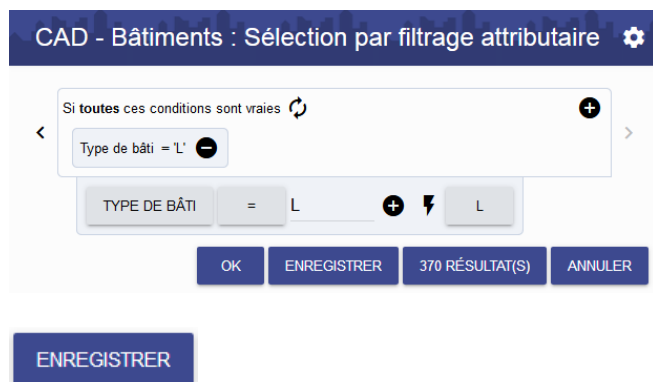 CAD - Bâtiments : Sélection par filtrage attributaire
Si toutes ces conditions sont vraies
Type de bâti = 'L'
TYPE DE BÂTI = L L
OK ENREGISTRER 370 RÉSULTAT(S) ANNULER
ENREGISTRER